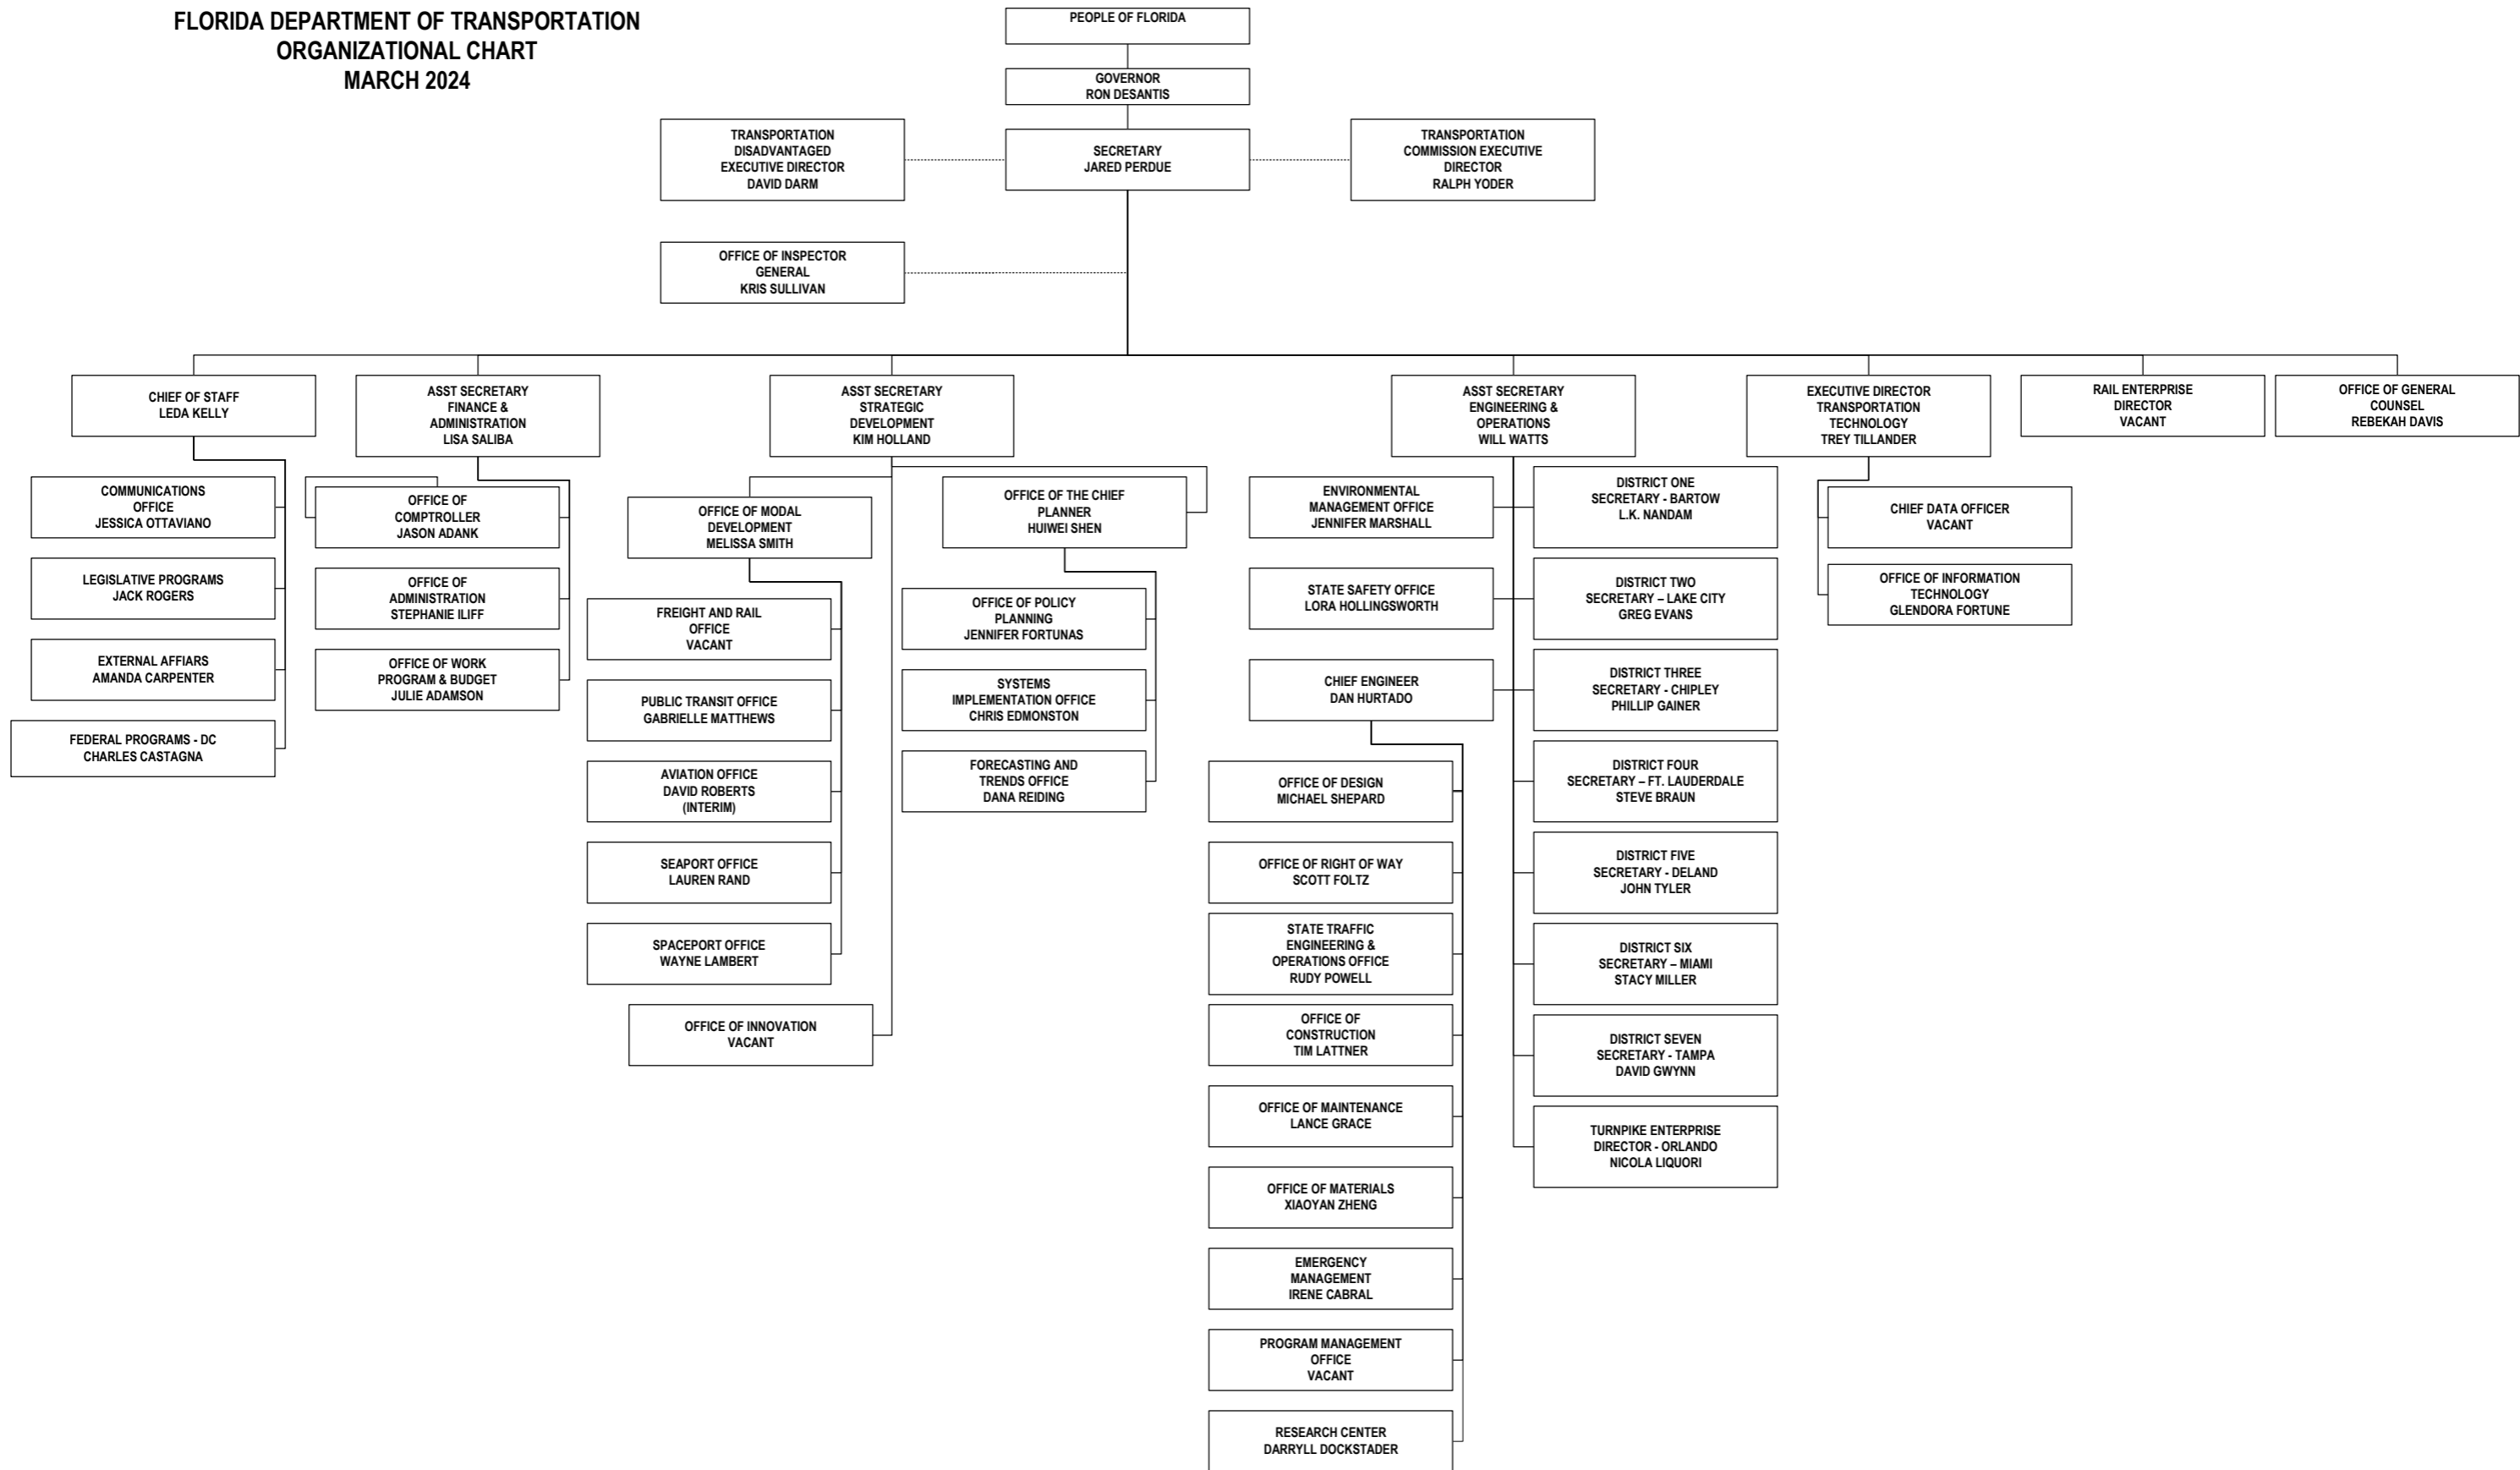 FLORIDA DEPARTMENT OF TRANSPORTATION
ORGANIZATIONAL CHART
MARCH 2024
PEOPLE OF FLORIDA
GOVERNOR
RON DESANTIS
TRANSPORTATION
DISADVANTAGED
EXECUTIVE DIRECTOR
DAVID DARM
SECRETARY
JARED PERDUE
TRANSPORTATION
COMMISSION EXECUTIVE
DIRECTOR
RALPH YODER
OFFICE OF INSPECTOR
GENERAL
KRIS SULLIVAN
CHIEF OF STAFF
LEDA KELLY
ASST SECRETARY
FINANCE &
ADMINISTRATION
LISA SALIBA
ASST SECRETARY
STRATEGIC
DEVELOPMENT
KIM HOLLAND
ASST SECRETARY
ENGINEERING &
OPERATIONS
WILL WATTS
EXECUTIVE DIRECTOR
TRANSPORTATION
TECHNOLOGY
TREY TILLANDER
RAIL ENTERPRISE
DIRECTOR
VACANT
OFFICE OF GENERAL
COUNSEL
REBEKAH DAVIS
COMMUNICATIONS
OFFICE
JESSICA OTTAVIANO
LEGISLATIVE PROGRAMS
JACK ROGERS
EXTERNAL AFFIARS
AMANDA CARPENTER
FEDERAL PROGRAMS - DC
CHARLES CASTAGNA
OFFICE OF
COMPTROLLER
JASON ADANK
OFFICE OF
ADMINISTRATION
STEPHANIE ILIFF
OFFICE OF WORK
PROGRAM & BUDGET
JULIE ADAMSON
OFFICE OF MODAL
DEVELOPMENT
MELISSA SMITH
FREIGHT AND RAIL
OFFICE
VACANT
PUBLIC TRANSIT OFFICE
GABRIELLE MATTHEWS
AVIATION OFFICE
DAVID ROBERTS
(INTERIM)
SEAPORT OFFICE
LAUREN RAND
SPACEPORT OFFICE
WAYNE LAMBERT
OFFICE OF INNOVATION
VACANT
OFFICE OF THE CHIEF
PLANNER
HUIWEI SHEN
OFFICE OF POLICY
PLANNING
JENNIFER FORTUNAS
SYSTEMS
IMPLEMENTATION OFFICE
CHRIS EDMONSTON
FORECASTING AND
TRENDS OFFICE
DANA REIDING
ENVIRONMENTAL
MANAGEMENT OFFICE
JENNIFER MARSHALL
STATE SAFETY OFFICE
LORA HOLLINGSWORTH
CHIEF ENGINEER
DAN HURTADO
OFFICE OF DESIGN
MICHAEL SHEPARD
OFFICE OF RIGHT OF WAY
SCOTT FOLTZ
STATE TRAFFIC
ENGINEERING &
OPERATIONS OFFICE
RUDY POWELL
OFFICE OF
CONSTRUCTION
TIM LATTNER
OFFICE OF MAINTENANCE
LANCE GRACE
OFFICE OF MATERIALS
XIAOYAN ZHENG
EMERGENCY
MANAGEMENT
IRENE CABRAL
PROGRAM MANAGEMENT
OFFICE
VACANT
RESEARCH CENTER
DARRYLL DOCKSTADER
DISTRICT ONE
SECRETARY - BARTOW
L.K. NANDAM
DISTRICT TWO
SECRETARY – LAKE CITY
GREG EVANS
DISTRICT THREE
SECRETARY - CHIPLEY
PHILLIP GAINER
DISTRICT FOUR
SECRETARY – FT. LAUDERDALE
STEVE BRAUN
DISTRICT FIVE
SECRETARY - DELAND
JOHN TYLER
DISTRICT SIX
SECRETARY – MIAMI
STACY MILLER
DISTRICT SEVEN
SECRETARY - TAMPA
DAVID GWYNN
TURNPIKE ENTERPRISE
DIRECTOR - ORLANDO
NICOLA LIQUORI
CHIEF DATA OFFICER
VACANT
OFFICE OF INFORMATION
TECHNOLOGY
GLENDORA FORTUNE